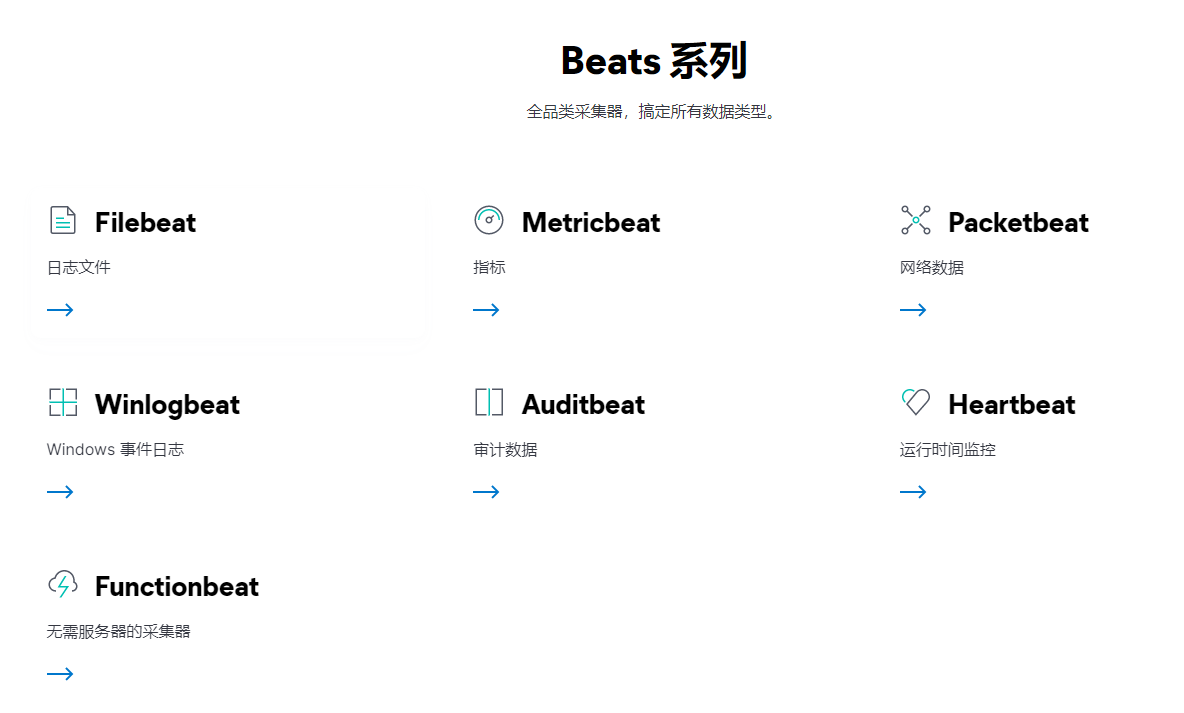 Beats 系列
全品类采集器，搞定所有数据类型。
Filebeat
日志文件
Metricbeat
指标
Packetbeat
网络数据
Winlogbeat
Windows 事件日志
Auditbeat
审计数据
Heartbeat
运行时间监控
Functionbeat
无需服务器的采集器